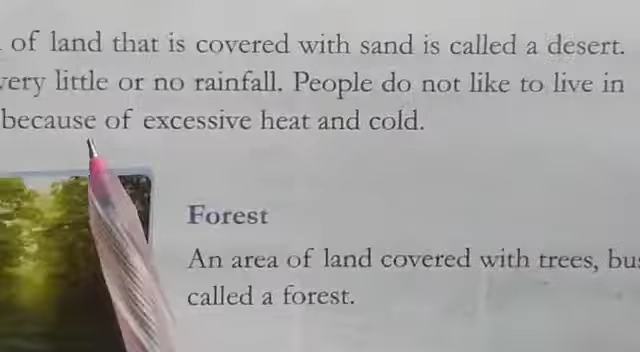 of land that is covered with sand is called a desert.
very little or no rainfall. People do not like to live in
because of excessive heat and cold.
Forest
An area of land covered with trees,
called a forest.